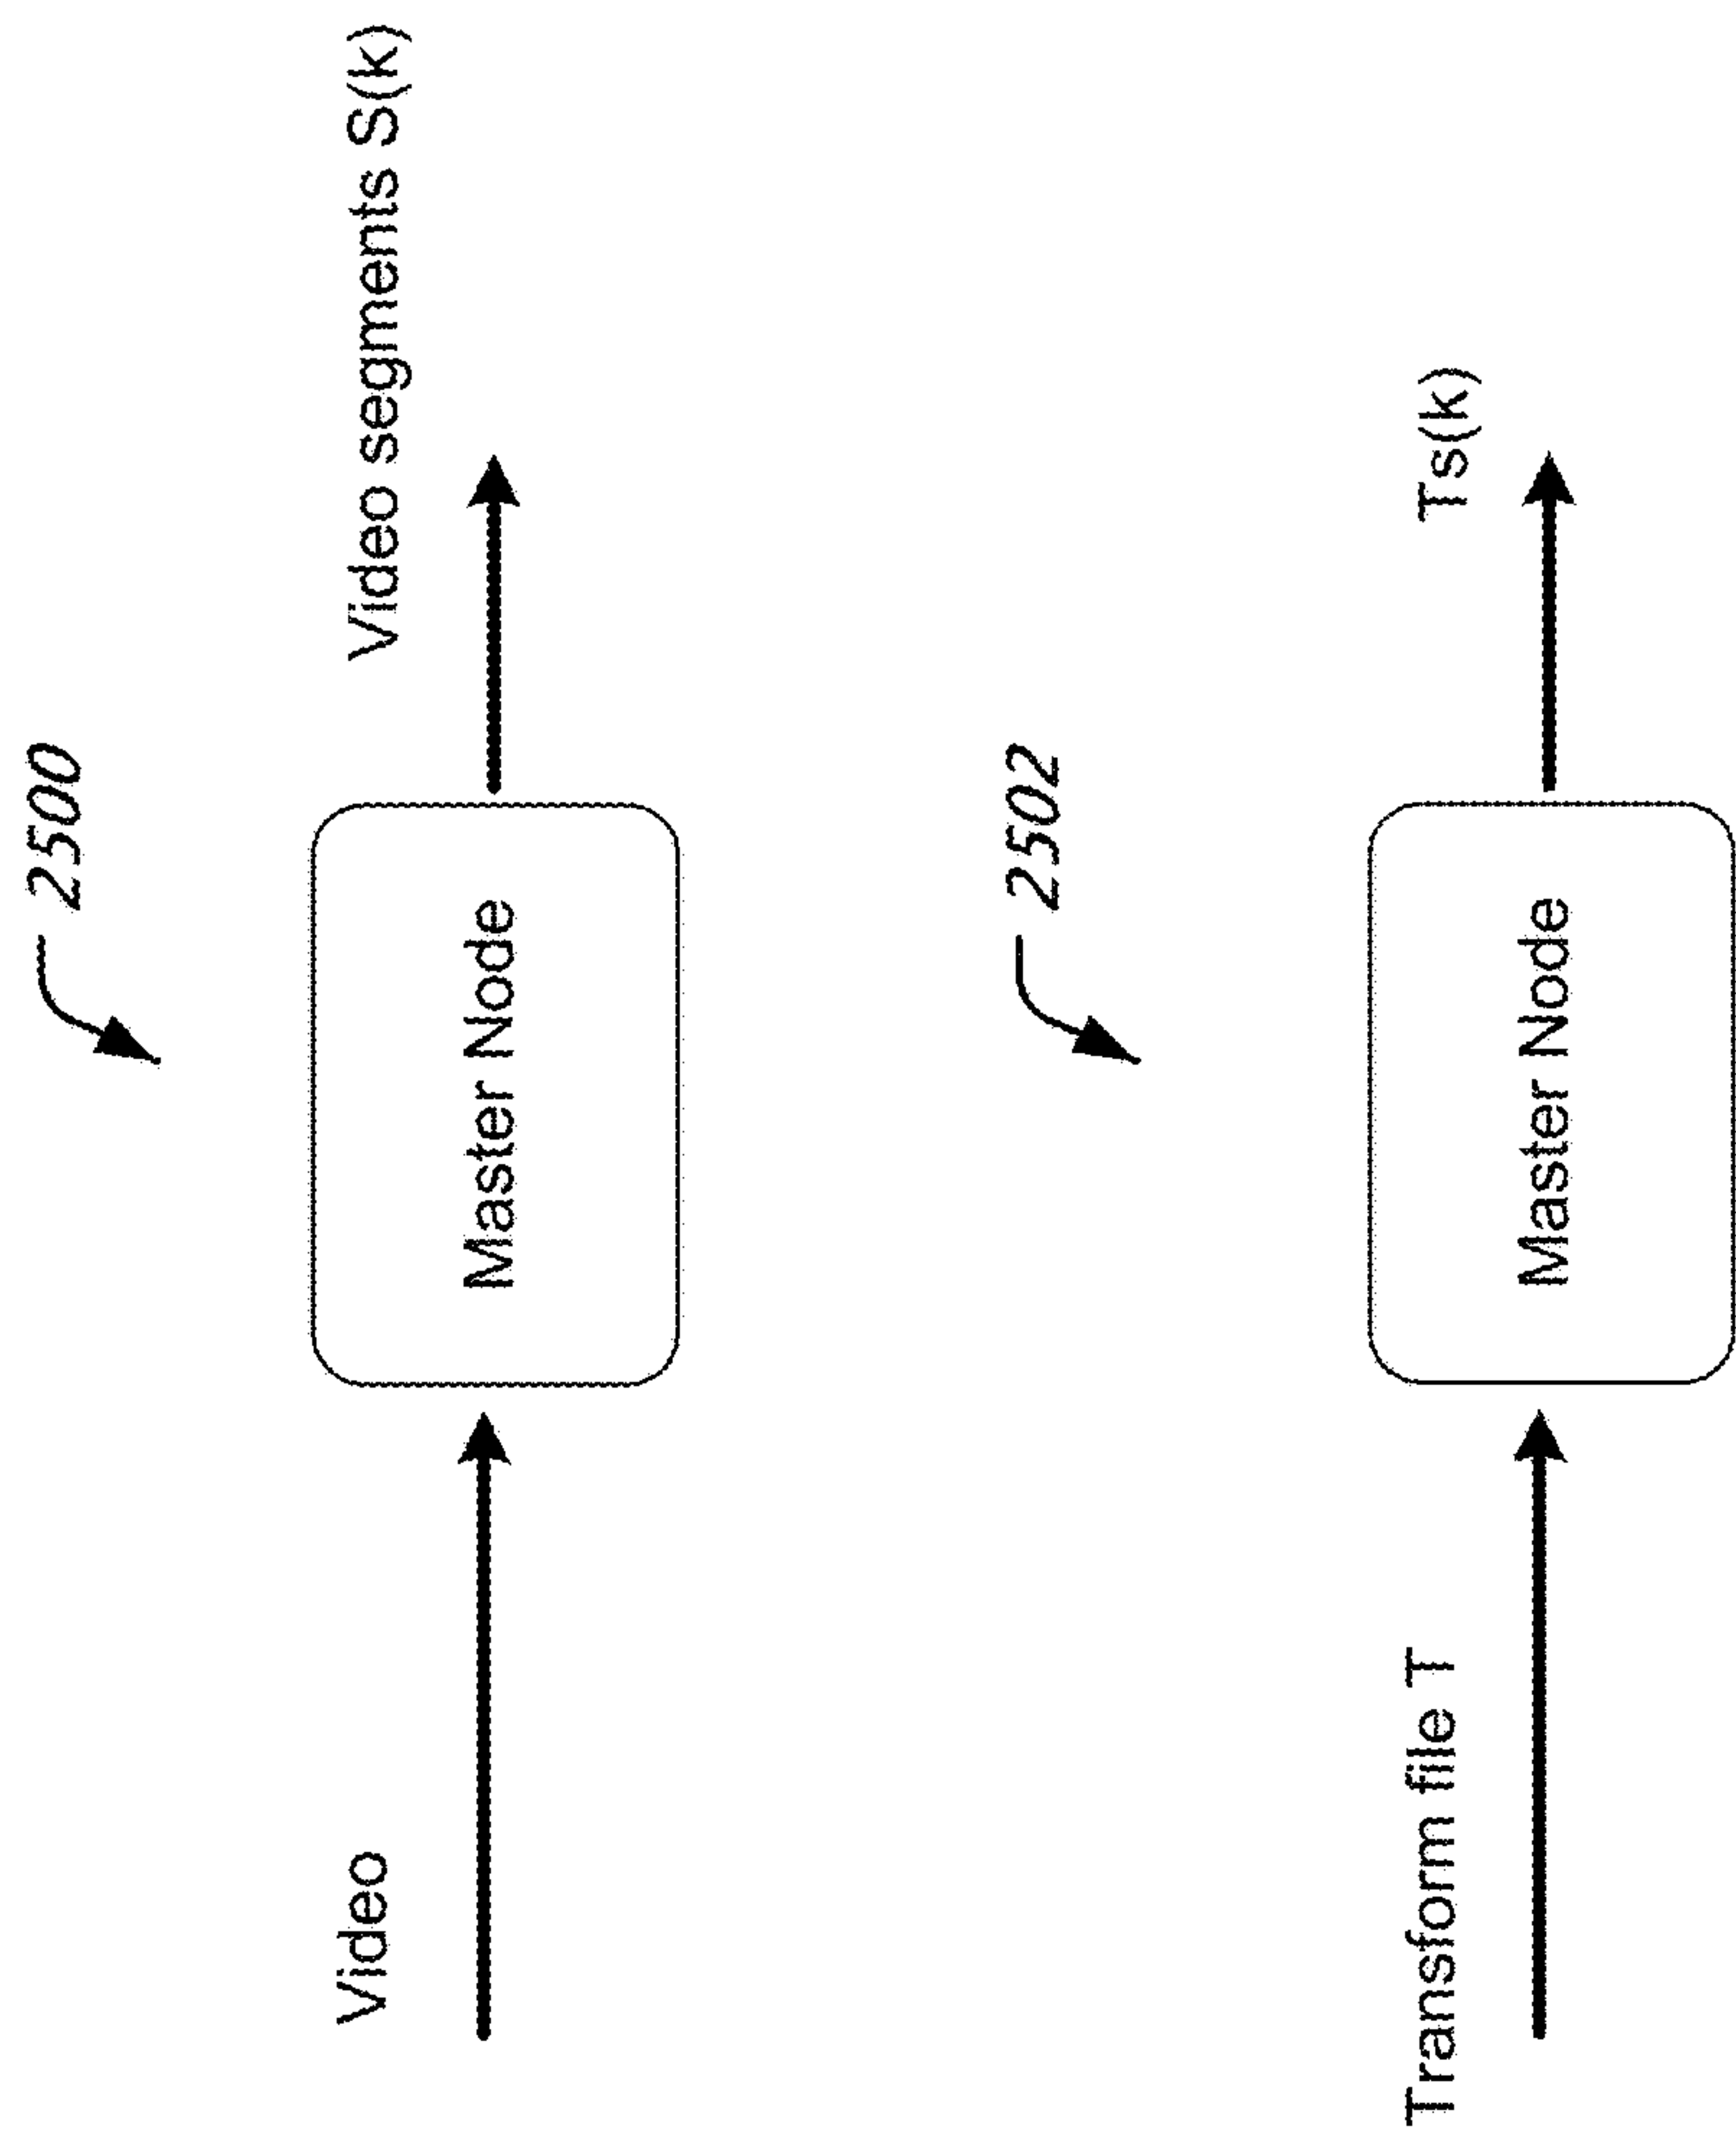 2500
Video
Master Node
Video segments S(k)
2502
Transform file T
Master Node
Ts(k)